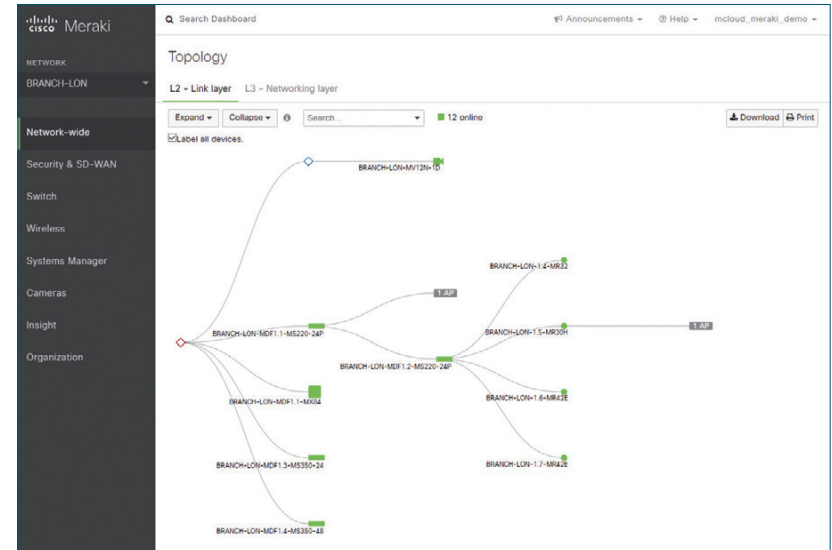 cisco Meraki
Search Dashboard
Announcements
Help
mcloud_meraki_demo
NETWORK
BRANCH-LON
Network-wide
Security & SD-WAN
Switch
Wireless
Systems Manager
Cameras
Insight
Organization
Topology
L2 - Link layer L3 - Networking layer
Expand Collapse Search... 12 online Download Print
Label all devices.
BRANCH-LON-MV12N-1D
BRANCH-LON-1.4-MR32
1 AP
BRANCH-LON-MDF1.1-MS220-24P
BRANCH-LON-1.5-MR30H
1 AP
BRANCH-LON-MDF1.2-MS220-24P
BRANCH-LON-MDF1.1-MX64
BRANCH-LON-1.6-MR42E
BRANCH-LON-MDF1.3-MS350-24
BRANCH-LON-1.7-MR42E
BRANCH-LON-MDF1.4-MS350-48